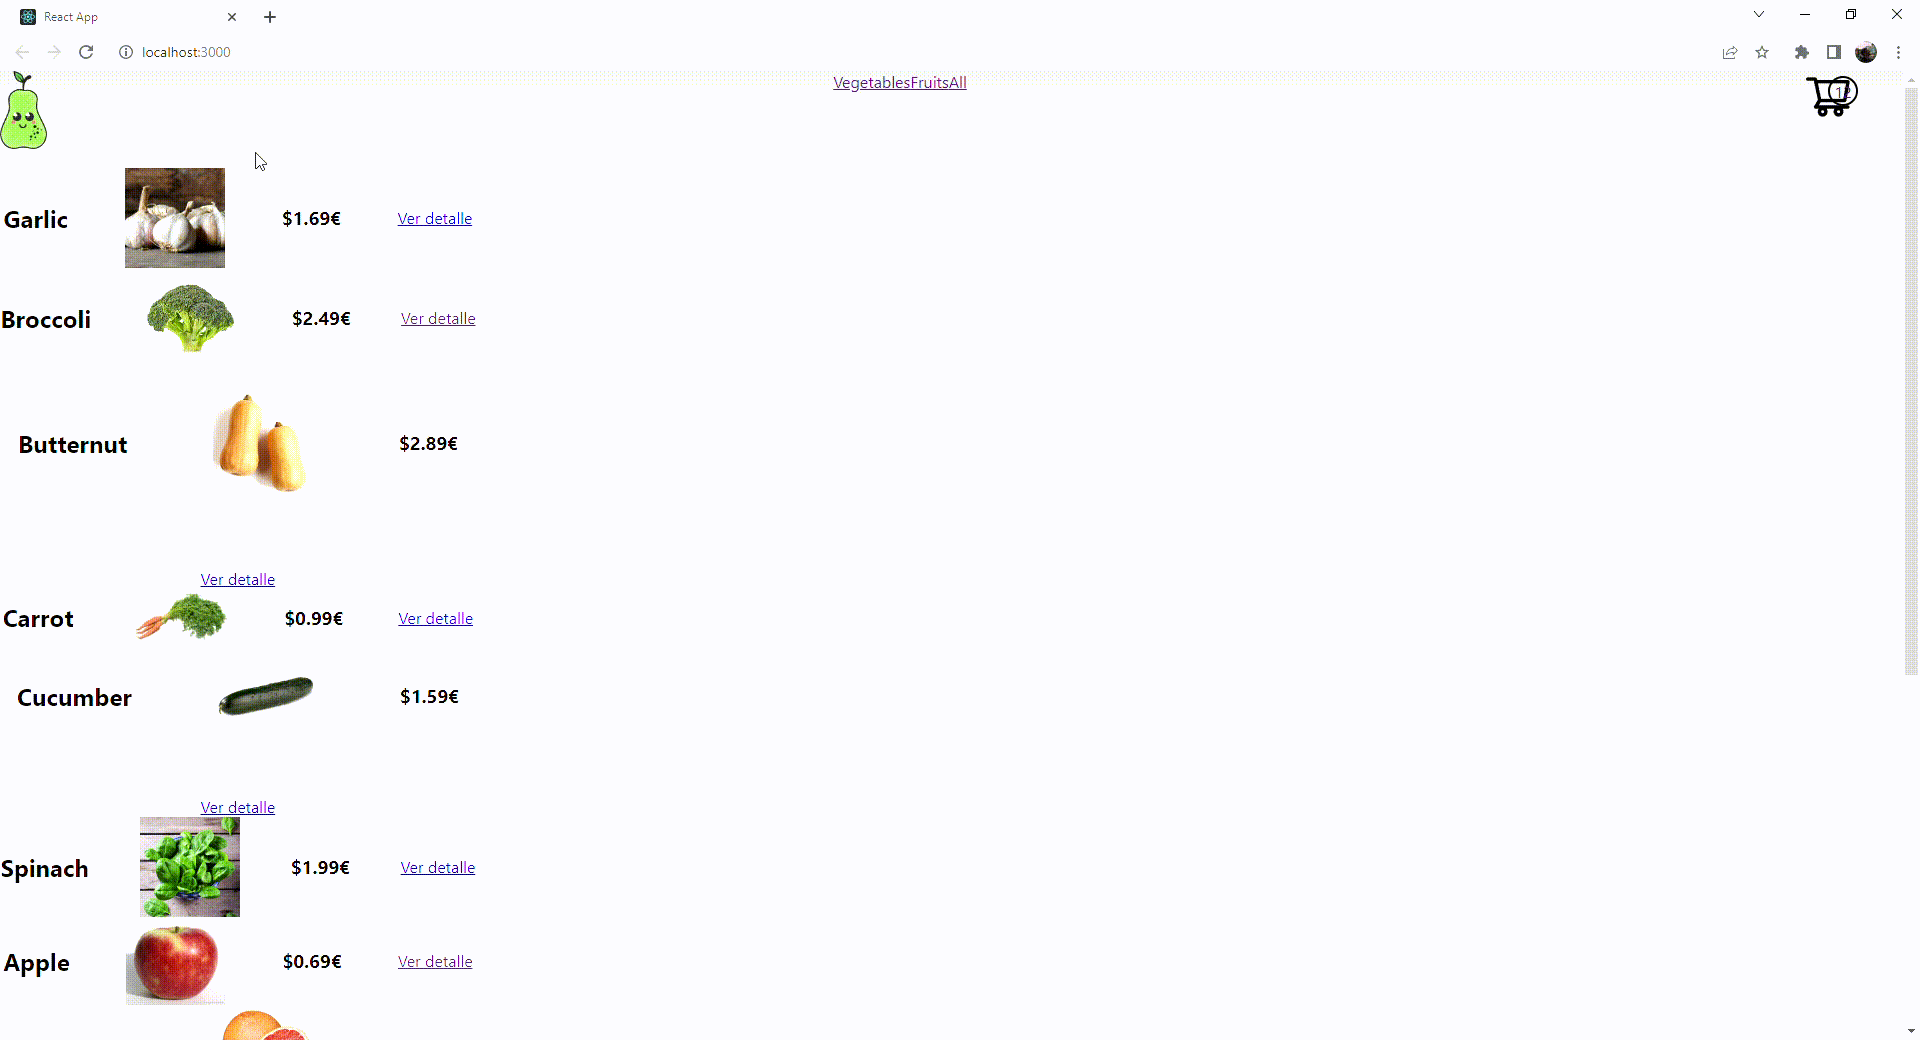 React App
localhost:3000
VegetablesFruitsAll
12
Garlic $1.69€ Ver detalle
Broccoli $2.49€ Ver detalle
Butternut $2.89€
Ver detalle
Carrot $0.99€ Ver detalle
Cucumber $1.59€
Ver detalle
Spinach $1.99€ Ver detalle
Apple $0.69€ Ver detalle